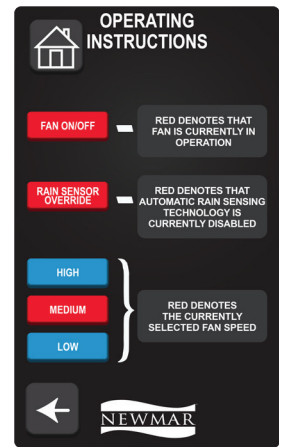 OPERATING
INSTRUCTIONS
FAN ON/OFF
RED DENOTES THAT
FAN IS CURRENTLY IN
OPERATION
RAIN SENSOR
OVERRIDE
RED DENOTES THAT
AUTOMATIC RAIN SENSING
TECHNOLOGY IS
CURRENTLY DISABLED
HIGH
MEDIUM
LOW
RED DENOTES
THE CURRENTLY
SELECTED FAN SPEED
NEWMAR